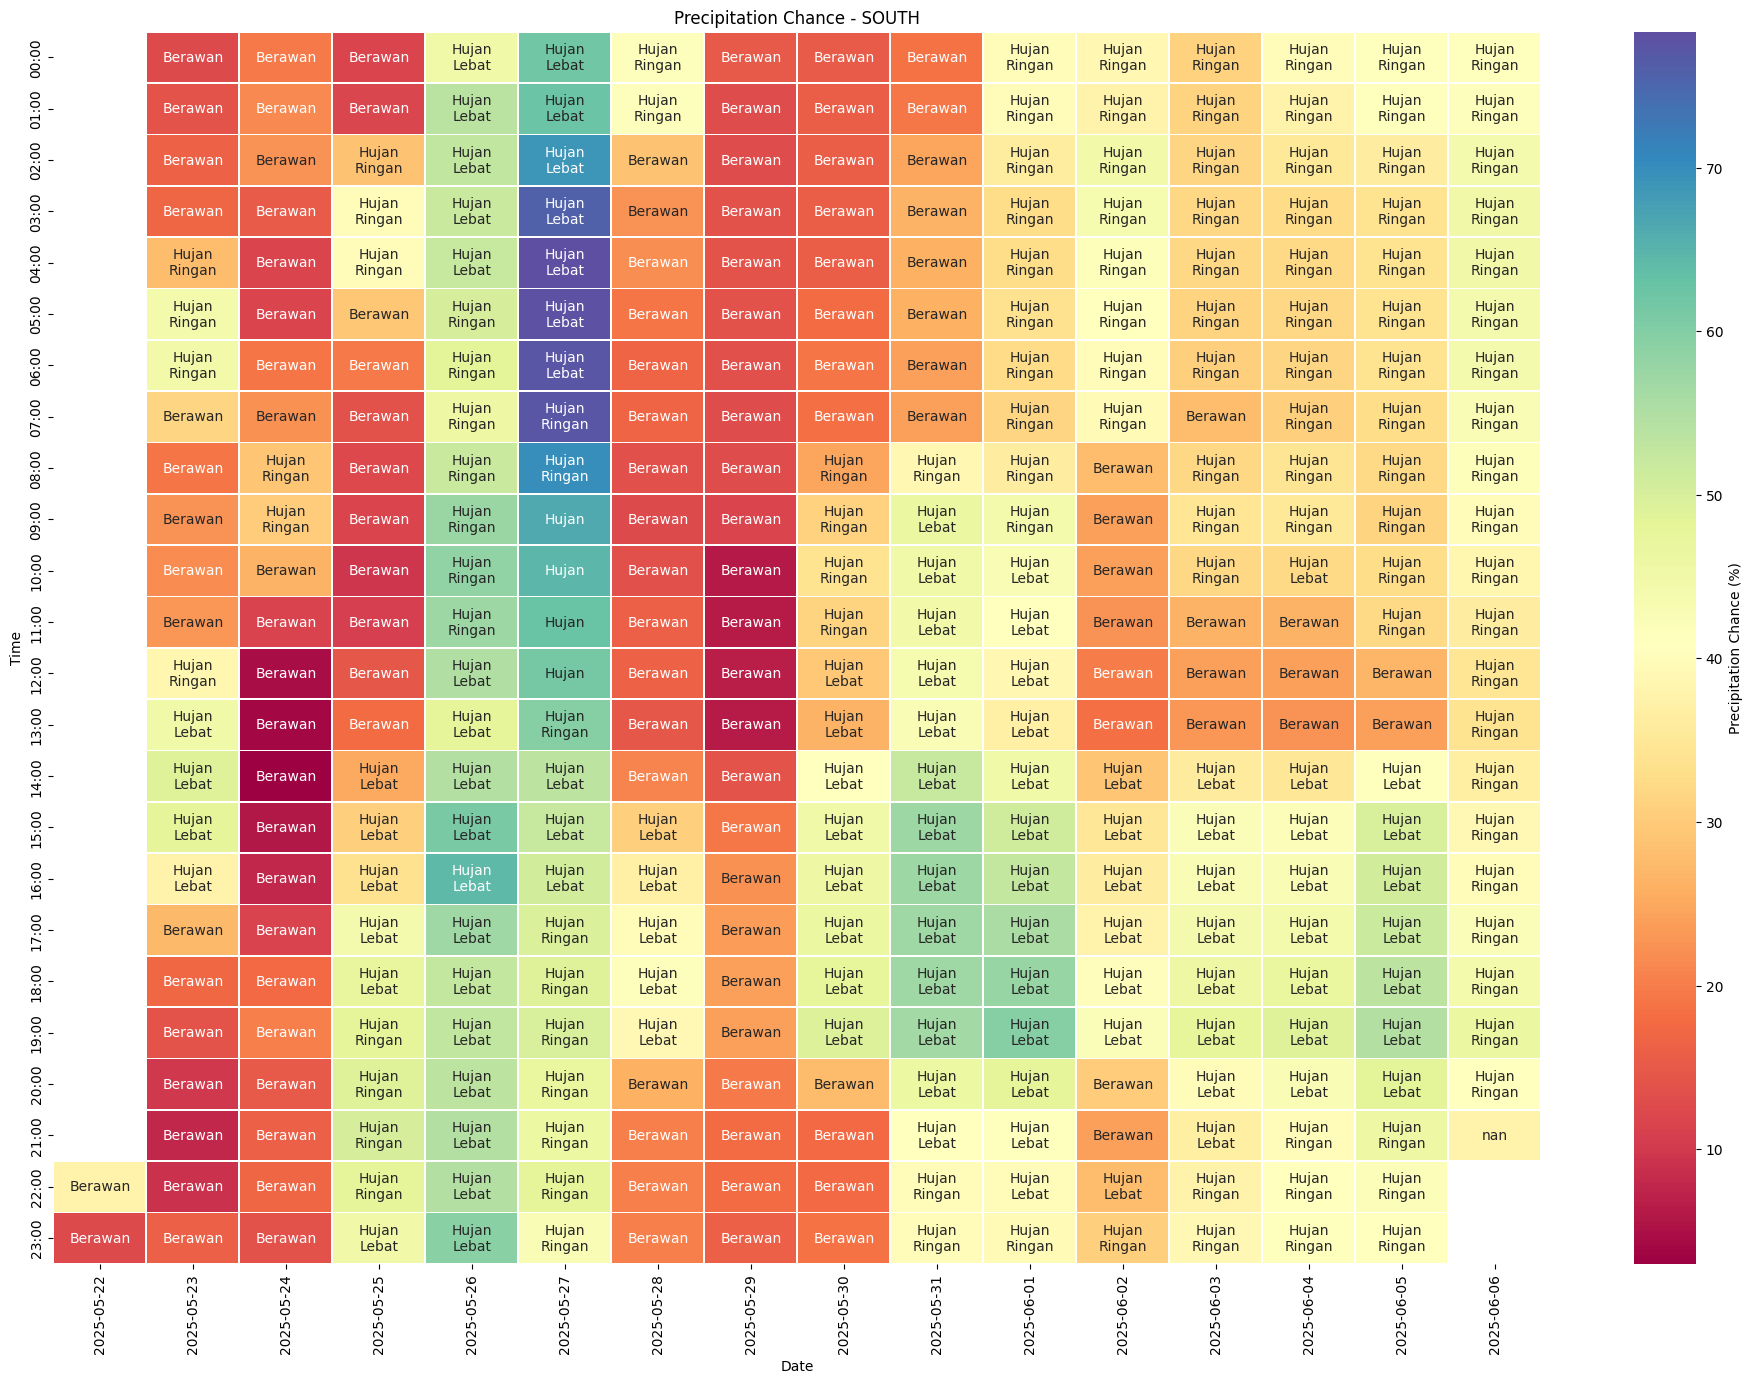 Precipitation Chance - SOUTH
00:00 Berawan Berawan Berawan Hujan Lebat Hujan Lebat Hujan Ringan Berawan Berawan Berawan Hujan Ringan Hujan Ringan Hujan Ringan Hujan Ringan Hujan Ringan Hujan Ringan
01:00 Berawan Berawan Berawan Hujan Lebat Hujan Lebat Hujan Ringan Berawan Berawan Berawan Hujan Ringan Hujan Ringan Hujan Ringan Hujan Ringan Hujan Ringan Hujan Ringan
02:00 Berawan Berawan Hujan Ringan Hujan Lebat Hujan Lebat Berawan Berawan Berawan Berawan Hujan Ringan Hujan Ringan Hujan Ringan Hujan Ringan Hujan Ringan Hujan Ringan
03:00 Berawan Berawan Hujan Ringan Hujan Lebat Hujan Lebat Berawan Berawan Berawan Berawan Hujan Ringan Hujan Ringan Hujan Ringan Hujan Ringan Hujan Ringan Hujan Ringan
04:00 Hujan Ringan Berawan Hujan Ringan Hujan Lebat Hujan Lebat Berawan Berawan Berawan Berawan Hujan Ringan Hujan Ringan Hujan Ringan Hujan Ringan Hujan Ringan Hujan Ringan
05:00 Hujan Ringan Berawan Berawan Hujan Ringan Hujan Lebat Berawan Berawan Berawan Berawan Hujan Ringan Hujan Ringan Hujan Ringan Hujan Ringan Hujan Ringan Hujan Ringan
06:00 Hujan Ringan Berawan Berawan Hujan Ringan Hujan Lebat Berawan Berawan Berawan Berawan Hujan Ringan Hujan Ringan Hujan Ringan Hujan Ringan Hujan Ringan Hujan Ringan
07:00 Berawan Berawan Berawan Hujan Ringan Hujan Ringan Berawan Berawan Berawan Berawan Hujan Ringan Hujan Ringan Berawan Hujan Ringan Hujan Ringan Hujan Ringan
08:00 Berawan Hujan Ringan Berawan Hujan Ringan Hujan Ringan Berawan Berawan Hujan Ringan Hujan Ringan Hujan Ringan Berawan Hujan Ringan Hujan Ringan Hujan Ringan Hujan Ringan
09:00 Berawan Hujan Ringan Berawan Hujan Ringan Hujan Berawan Berawan Hujan Ringan Hujan Lebat Hujan Ringan Berawan Hujan Ringan Hujan Ringan Hujan Ringan Hujan Ringan
10:00 Berawan Berawan Berawan Hujan Ringan Hujan Berawan Berawan Hujan Ringan Hujan Lebat Hujan Lebat Berawan Hujan Ringan Hujan Lebat Hujan Ringan Hujan Ringan
11:00 Berawan Berawan Berawan Hujan Ringan Hujan Berawan Berawan Hujan Ringan Hujan Lebat Hujan Lebat Berawan Berawan Berawan Hujan Ringan Hujan Ringan
12:00 Hujan Ringan Berawan Berawan Hujan Lebat Hujan Berawan Berawan Hujan Lebat Hujan Lebat Hujan Lebat Berawan Berawan Berawan Berawan Hujan Ringan
13:00 Hujan Lebat Berawan Berawan Hujan Lebat Hujan Ringan Berawan Berawan Hujan Lebat Hujan Lebat Hujan Lebat Berawan Berawan Berawan Berawan Hujan Ringan
14:00 Hujan Lebat Berawan Hujan Lebat Hujan Lebat Hujan Lebat Berawan Berawan Hujan Lebat Hujan Lebat Hujan Lebat Hujan Lebat Hujan Lebat Hujan Lebat Hujan Lebat Hujan Ringan
15:00 Hujan Lebat Berawan Hujan Lebat Hujan Lebat Hujan Lebat Hujan Lebat Berawan Hujan Lebat Hujan Lebat Hujan Lebat Hujan Lebat Hujan Lebat Hujan Lebat Hujan Lebat Hujan Ringan
16:00 Hujan Lebat Berawan Hujan Lebat Hujan Lebat Hujan Lebat Hujan Lebat Berawan Hujan Lebat Hujan Lebat Hujan Lebat Hujan Lebat Hujan Lebat Hujan Lebat Hujan Lebat Hujan Ringan
17:00 Berawan Berawan Hujan Lebat Hujan Lebat Hujan Ringan Hujan Lebat Berawan Hujan Lebat Hujan Lebat Hujan Lebat Hujan Lebat Hujan Lebat Hujan Lebat Hujan Lebat Hujan Ringan
18:00 Berawan Berawan Hujan Lebat Hujan Lebat Hujan Ringan Hujan Lebat Berawan Hujan Lebat Hujan Lebat Hujan Lebat Hujan Lebat Hujan Lebat Hujan Lebat Hujan Lebat Hujan Ringan
19:00 Berawan Berawan Hujan Ringan Hujan Lebat Hujan Ringan Hujan Lebat Berawan Hujan Lebat Hujan Lebat Hujan Lebat Hujan Lebat Hujan Lebat Hujan Lebat Hujan Lebat Hujan Ringan
20:00 Berawan Berawan Hujan Ringan Hujan Lebat Hujan Ringan Berawan Berawan Berawan Hujan Lebat Hujan Lebat Berawan Hujan Lebat Hujan Lebat Hujan Lebat Hujan Ringan
21:00 Berawan Berawan Hujan Ringan Hujan Lebat Hujan Ringan Berawan Berawan Berawan Hujan Lebat Hujan Lebat Berawan Hujan Lebat Hujan Ringan Hujan Ringan nan
22:00 Berawan Berawan Berawan Hujan Ringan Hujan Lebat Hujan Ringan Berawan Berawan Berawan Hujan Ringan Hujan Lebat Hujan Lebat Hujan Ringan Hujan Ringan Hujan Ringan
23:00 Berawan Berawan Berawan Hujan Lebat Hujan Lebat Hujan Ringan Berawan Berawan Berawan Hujan Ringan Hujan Ringan Hujan Ringan Hujan Ringan Hujan Ringan Hujan Ringan
Time
2025-05-22 2025-05-23 2025-05-24 2025-05-25 2025-05-26 2025-05-27 2025-05-28 2025-05-29 2025-05-30 2025-05-31 2025-06-01 2025-06-02 2025-06-03 2025-06-04 2025-06-05 2025-06-06
Date
70
60
50
40
30
20
10
Precipitation Chance (%)